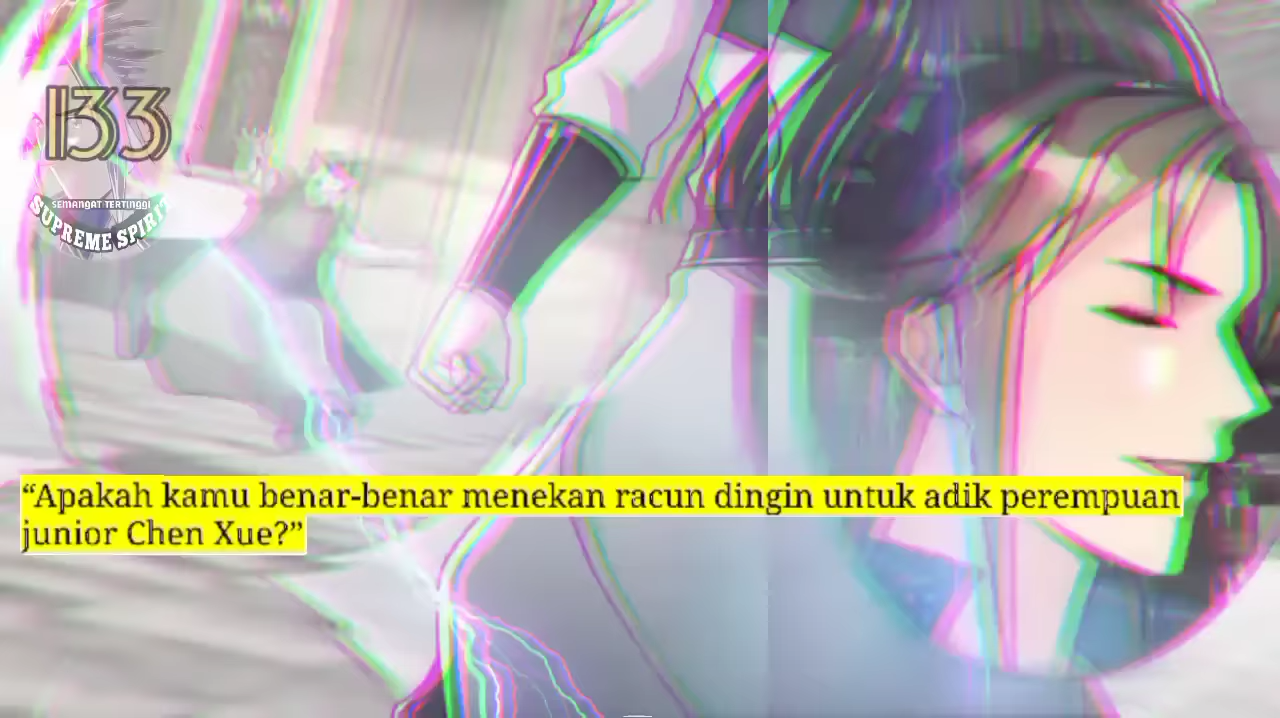 133
SEMANGAT TERTINGGI
SUPREME SPIRIT
“Apakah kamu benar-benar menekan racun dingin untuk adik perempuan
junior Chen Xue?”